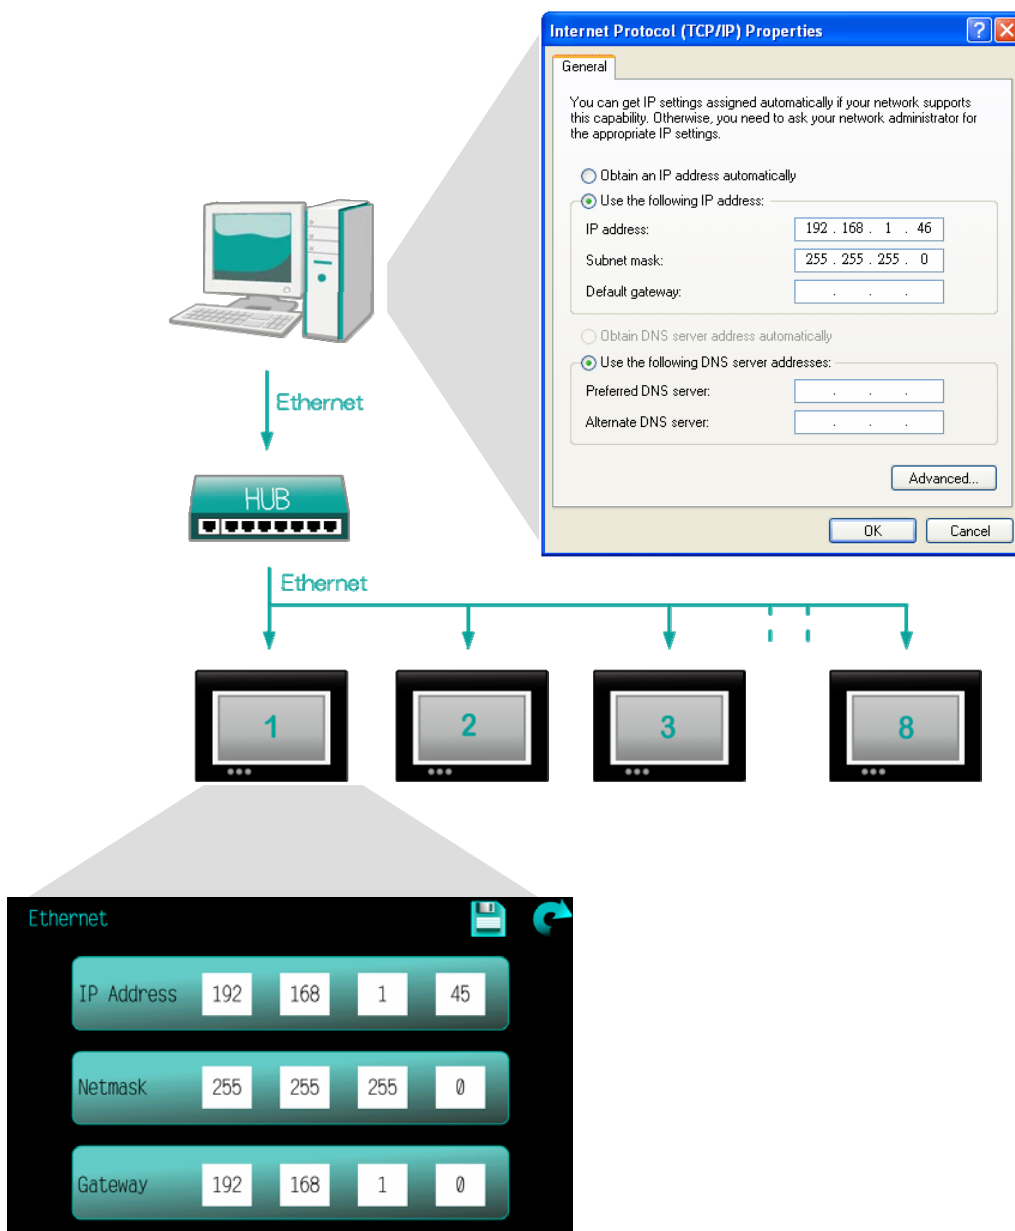 Internet Protocol (TCP/IP) Properties
?
General
You can get IP settings assigned automatically if your network supports
this capability. Otherwise, you need to ask your network administrator for
the appropriate IP settings.
Obtain an IP address automatically
Use the following IP address:
IP address: 192 . 168 . 1 . 46
Subnet mask: 255 . 255 . 255 . 0
Default gateway: . . .
Obtain DNS server address automatically
Use the following DNS server addresses:
Preferred DNS server: . . .
Alternate DNS server: . . .
Advanced...
OK Cancel
Ethernet
HUB
Ethernet
1 2 3 8
Ethernet
IP Address 192 168 1 45
Netmask 255 255 255 0
Gateway 192 168 1 0